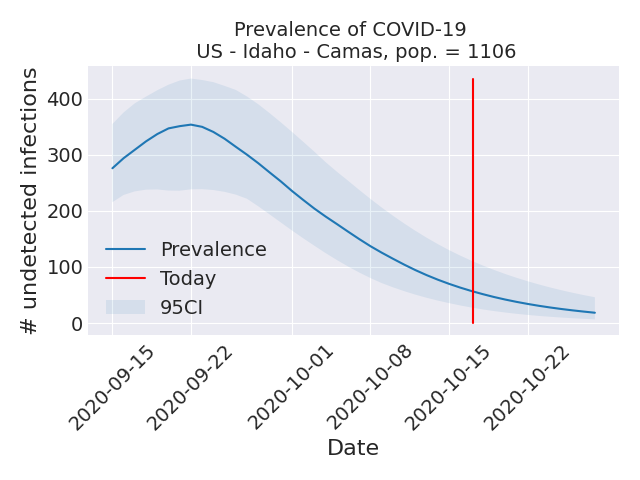 Prevalence of COVID-19
US - Idaho - Camas, pop. = 1106
# undetected infections
400
300
200
100
0
Prevalence
Today
95CI
2020-09-15
2020-09-22
2020-10-01
2020-10-08
2020-10-15
2020-10-22
Date